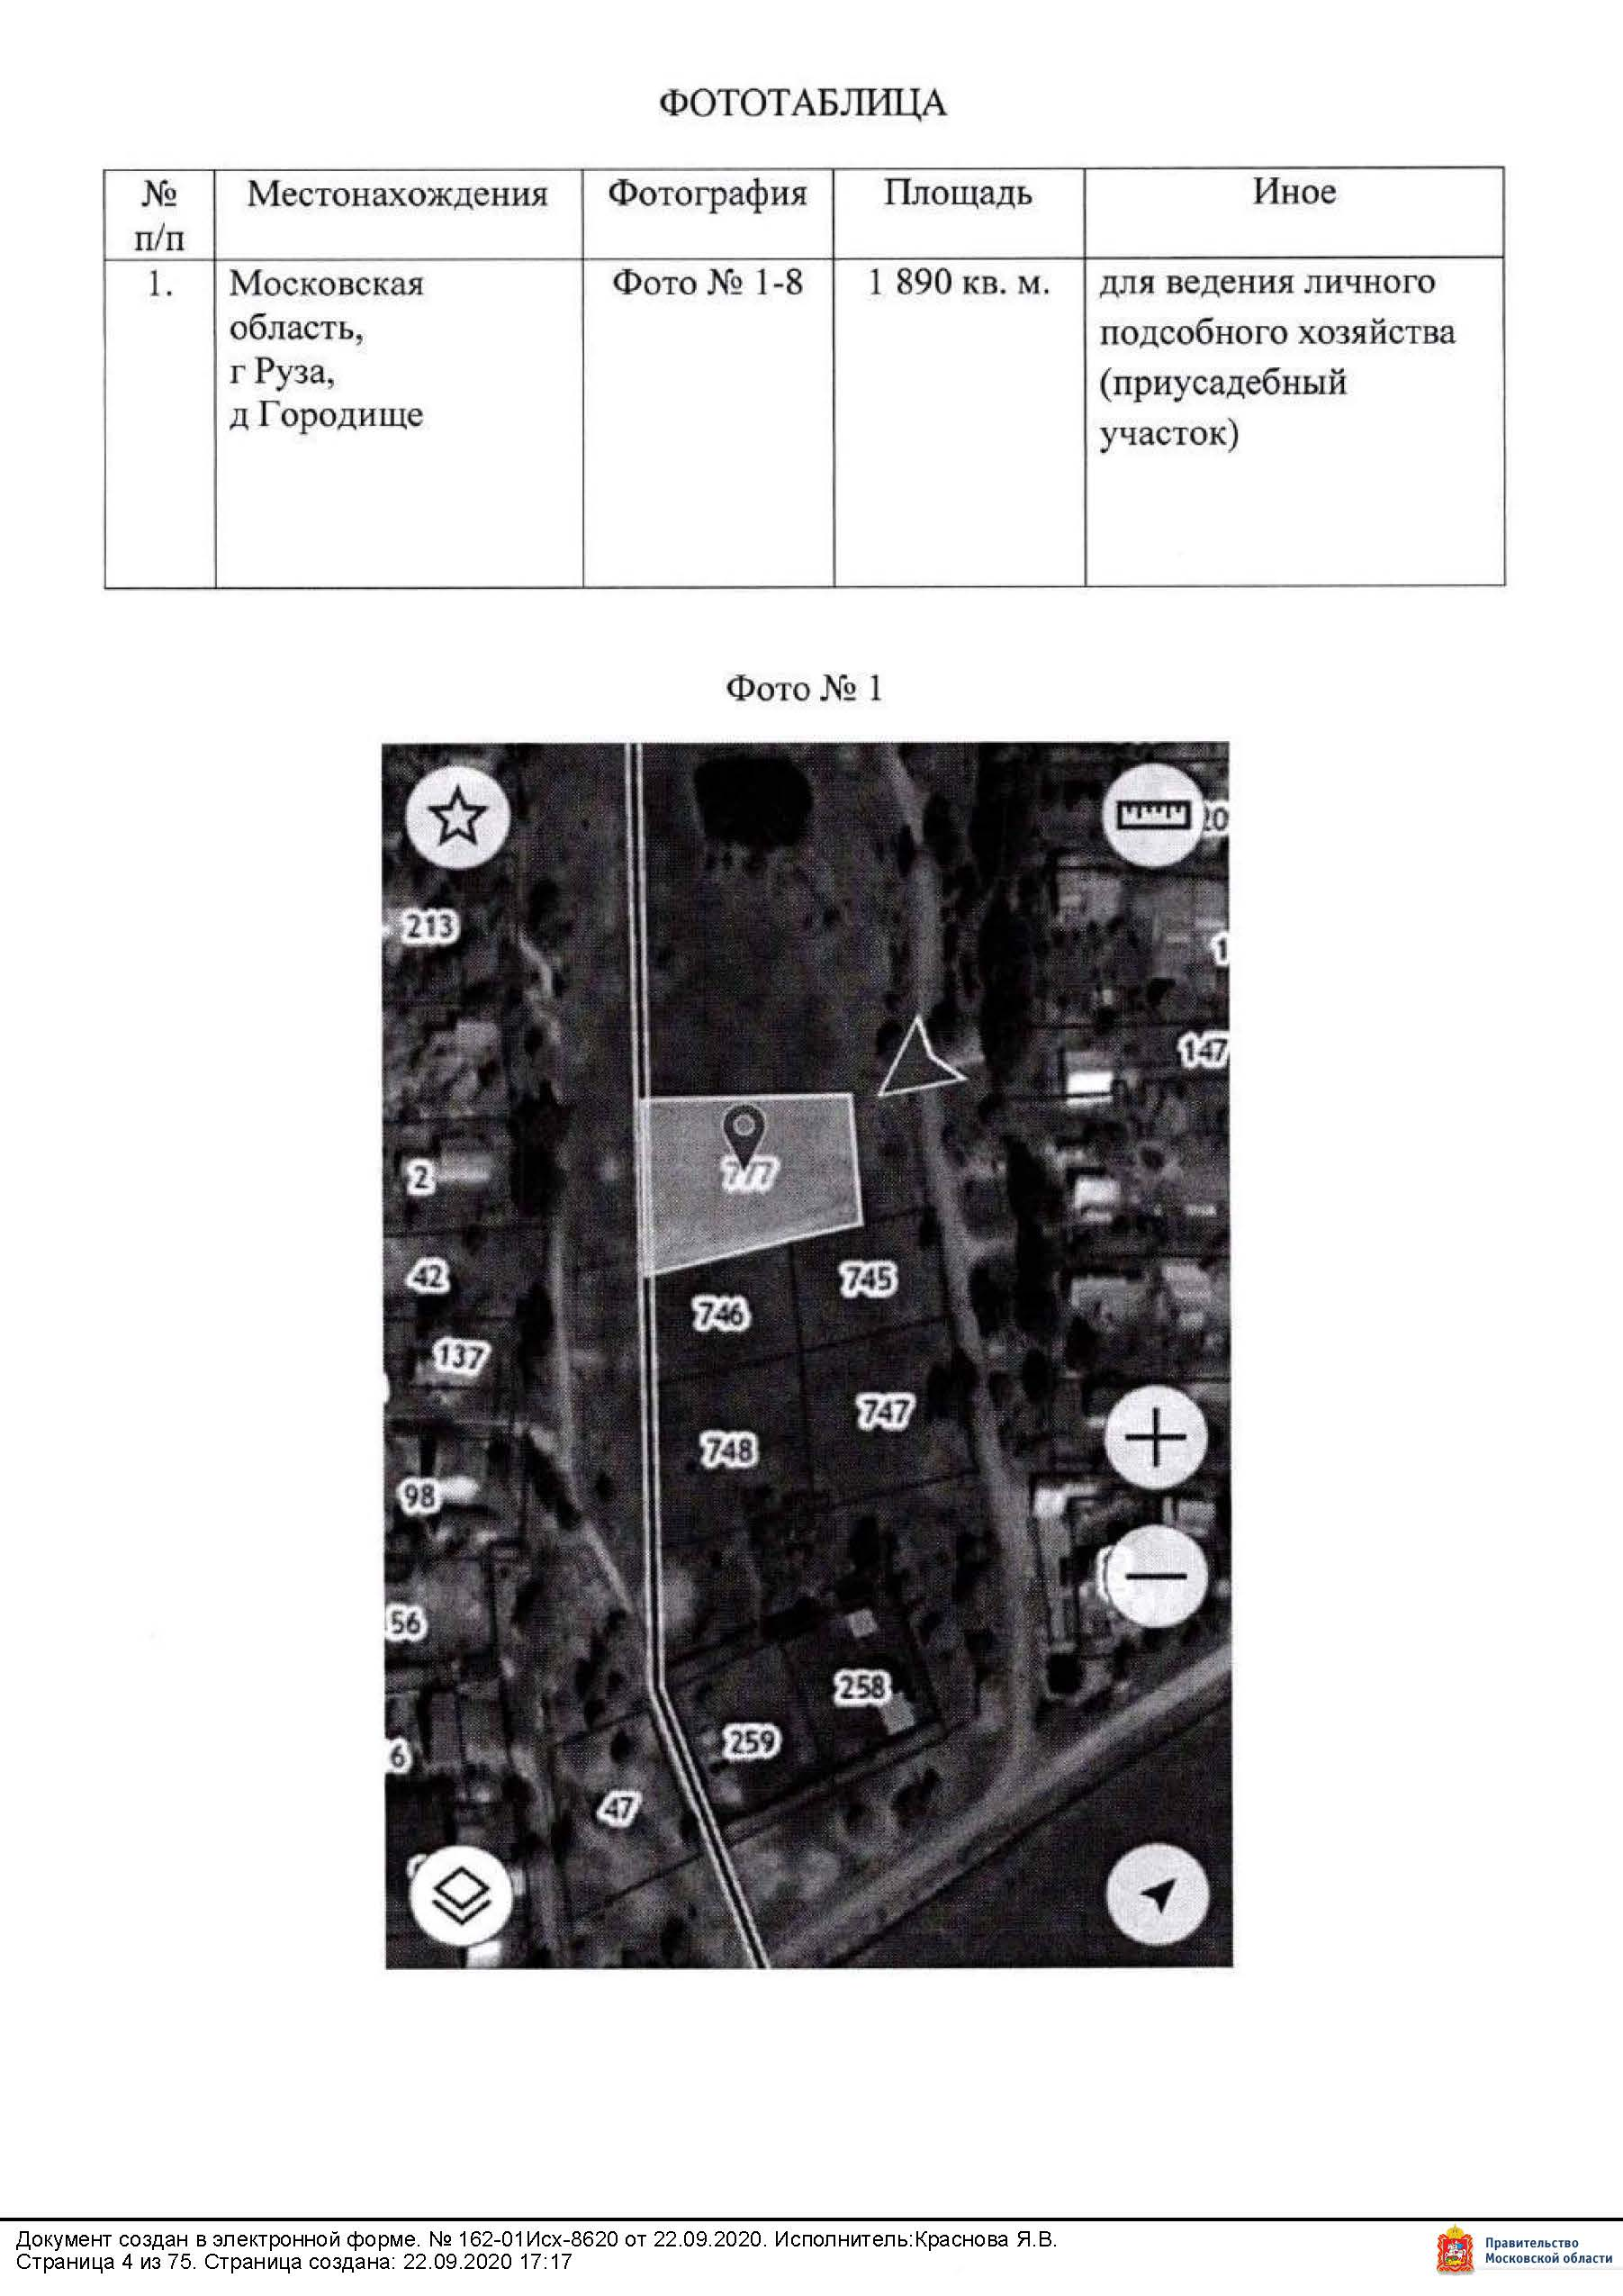 ФОТОТАБЛИЦА
№ п/п
Местонахождения
Фотография
Площадь
Иное
1.
Московская
область,
г Руза,
д Городище
Фото № 1-8
1 890 кв. м.
для ведения личного
подсобного хозяйства
(приусадебный
участок)
Фото № 1
20
213
1
147
2
42
745
746
137
747
748
98
56
258
259
6
47
Документ создан в электронной форме. № 162-01Исх-8620 от 22.09.2020. Исполнитель:Краснова Я.В.
Страница 4 из 75. Страница создана: 22.09.2020 17:17
Правительство
Московской области